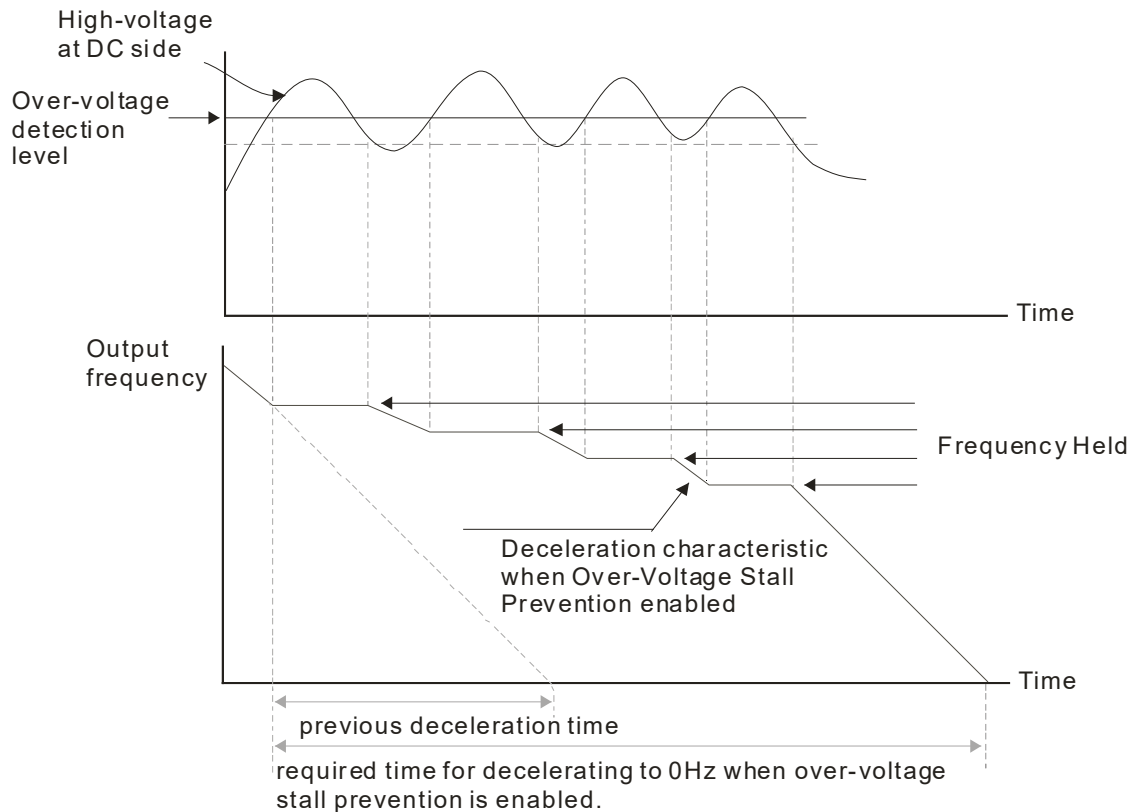 High-voltage
at DC side
Over-voltage
detection
level
Time
Output
frequency
Frequency Held
Deceleration characteristic
when Over-Voltage Stall
Prevention enabled
Time
previous deceleration time
required time for decelerating to 0Hz when over-voltage
stall prevention is enabled.